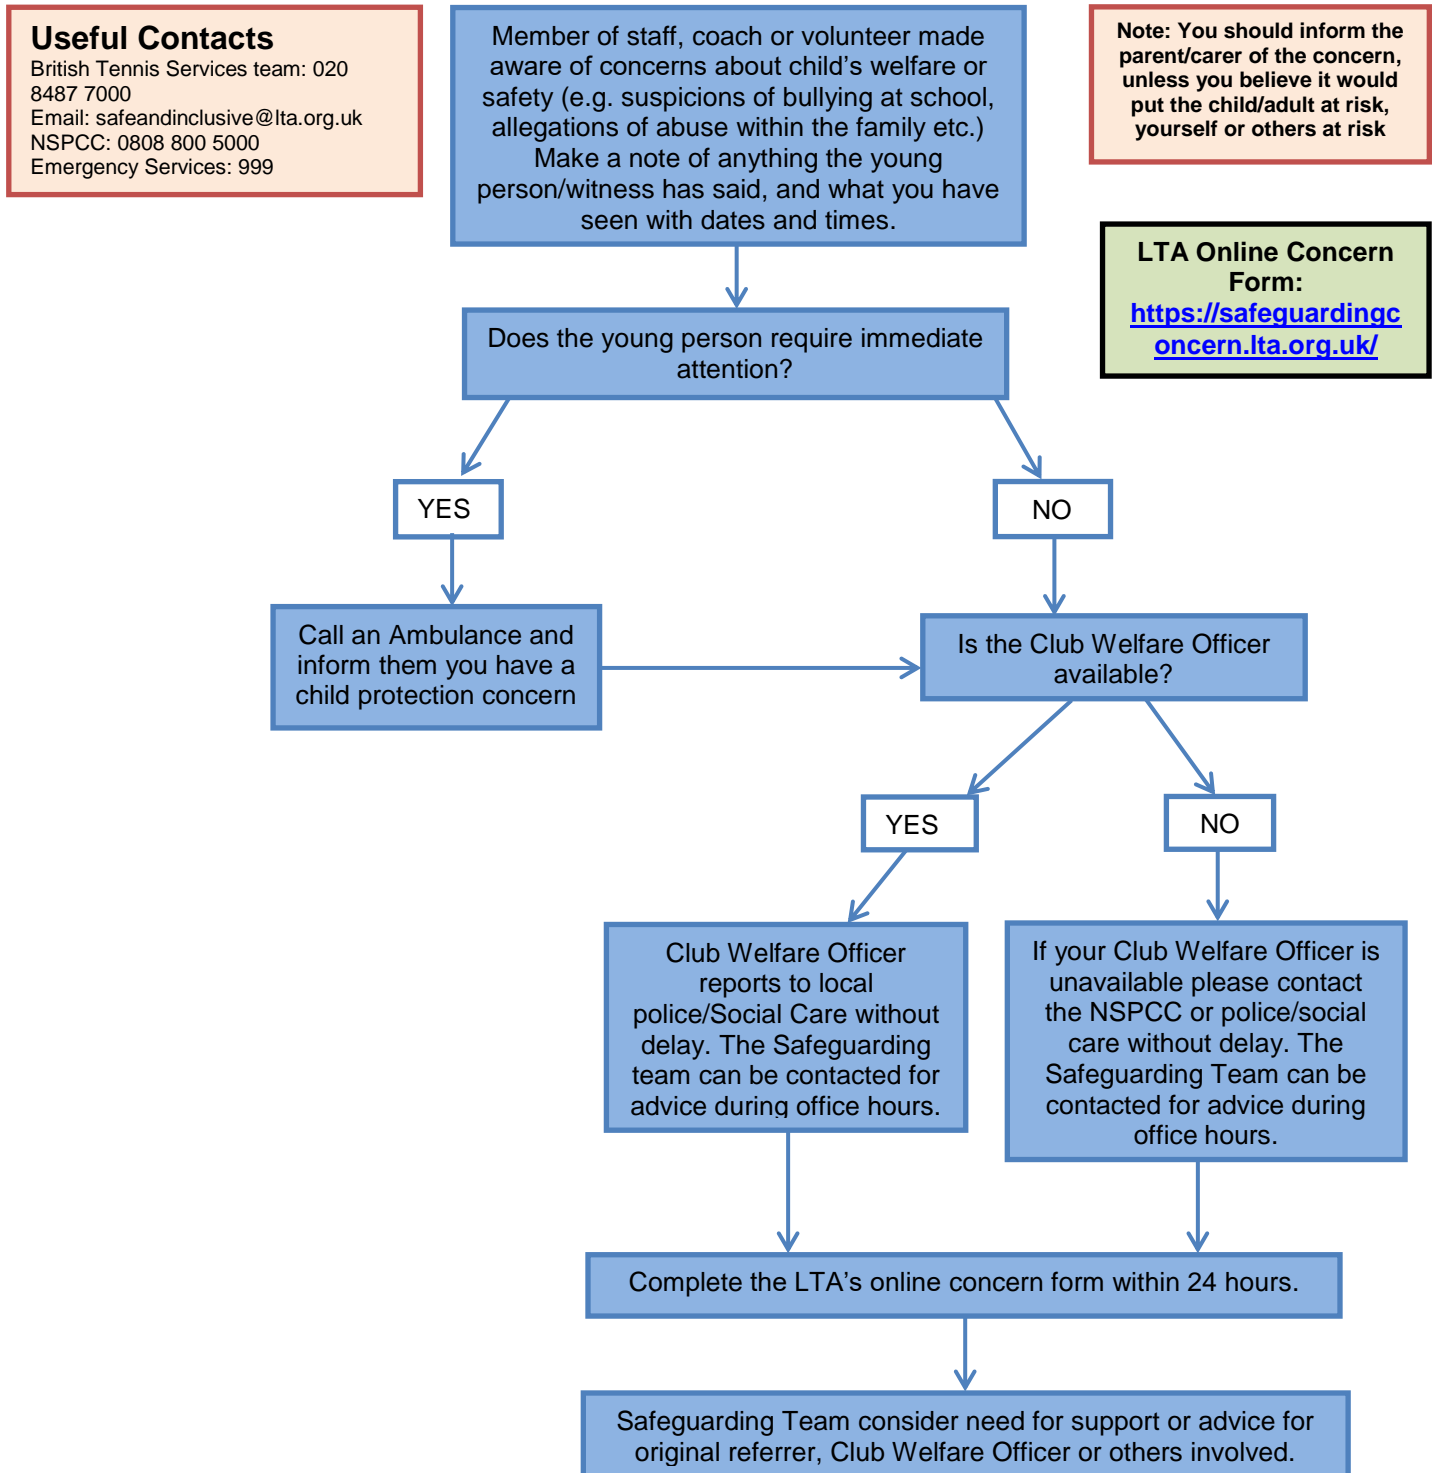 Useful Contacts
British Tennis Services team: 020
8487 7000
Email: safeandinclusive@lta.org.uk
NSPCC: 0808 800 5000
Emergency Services: 999
Member of staff, coach or volunteer made
aware of concerns about child’s welfare or
safety (e.g. suspicions of bullying at school,
allegations of abuse within the family etc.)
Make a note of anything the young
person/witness has said, and what you have
seen with dates and times.
Note: You should inform the
parent/carer of the concern,
unless you believe it would
put the child/adult at risk,
yourself or others at risk
LTA Online Concern
Form:
https://safeguardingc
oncern.lta.org.uk/
Does the young person require immediate
attention?
YES
NO
Call an Ambulance and
inform them you have a
child protection concern
Is the Club Welfare Officer
available?
YES
NO
Club Welfare Officer
reports to local
police/Social Care without
delay. The Safeguarding
team can be contacted for
advice during office hours.
If your Club Welfare Officer is
unavailable please contact
the NSPCC or police/social
care without delay. The
Safeguarding Team can be
contacted for advice during
office hours.
Complete the LTA’s online concern form within 24 hours.
Safeguarding Team consider need for support or advice for
original referrer, Club Welfare Officer or others involved.